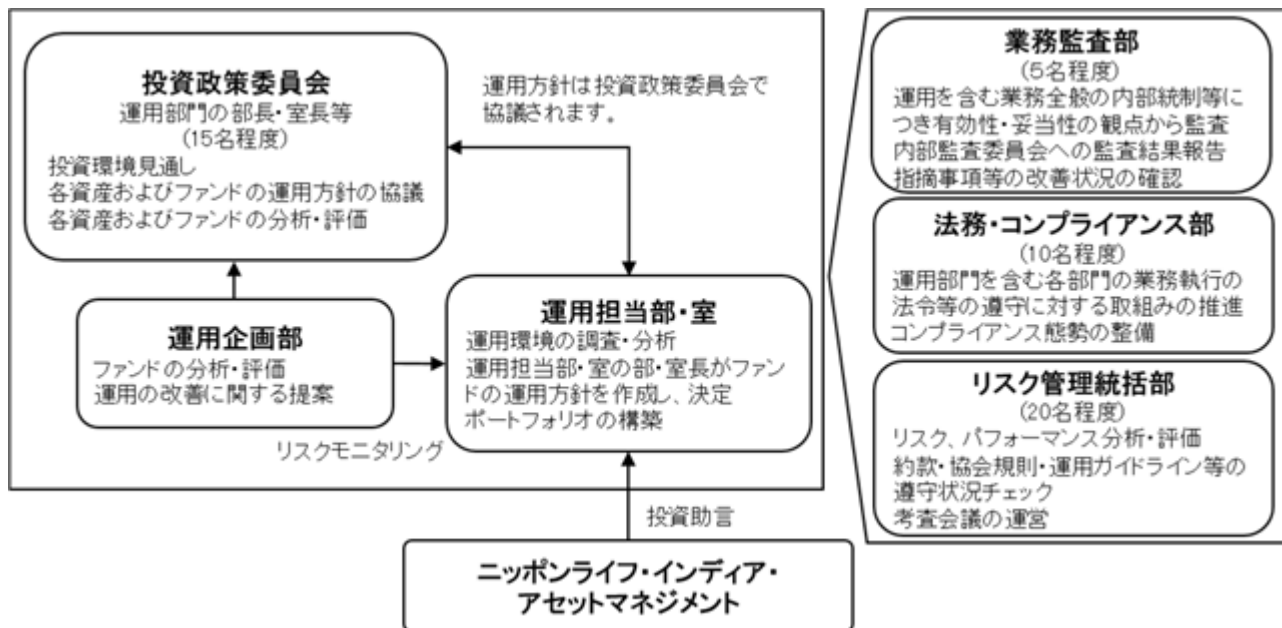 投資政策委員会
運用部門の部長・室長等
(15名程度)
投資環境見通し
各資産およびファンドの運用方針の協議
各資産およびファンドの分析・評価
運用方針は投資政策委員会で
協議されます。
運用企画部
ファンドの分析・評価
運用の改善に関する提案
リスクモニタリング
運用担当部・室
運用環境の調査・分析
運用担当部・室の部・室長がファン
ドの運用方針を作成し、決定
ポートフォリオの構築
投資助言
ニッポンライフ・インディア・
アセットマネジメント
業務監査部
(5名程度)
運用を含む業務全般の内部統制等に
つき有効性・妥当性の観点から監査
内部監査委員会への監査結果報告
指摘事項等の改善状況の確認
法務・コンプライアンス部
(10名程度)
運用部門を含む各部門の業務執行の
法令等の遵守に対する取組みの推進
コンプライアンス態勢の整備
リスク管理統括部
(20名程度)
リスク、パフォーマンス分析・評価
約款・協会規則・運用ガイドライン等の
遵守状況チェック
考査会議の運営